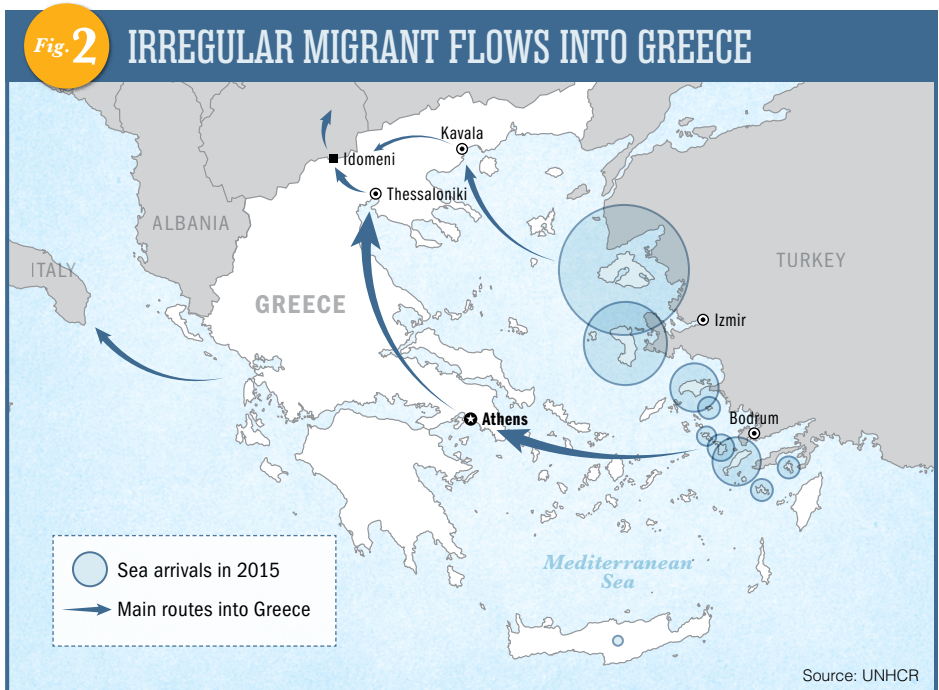 Fig. 2
IRREGULAR MIGRANT FLOWS INTO GREECE
Kavala
Idomeni
Thessaloniki
ALBANIA
ITALY
TURKEY
GREECE
Izmir
Athens
Bodrum
Mediterranean
Sea
Sea arrivals in 2015
Main routes into Greece
Source: UNHCR